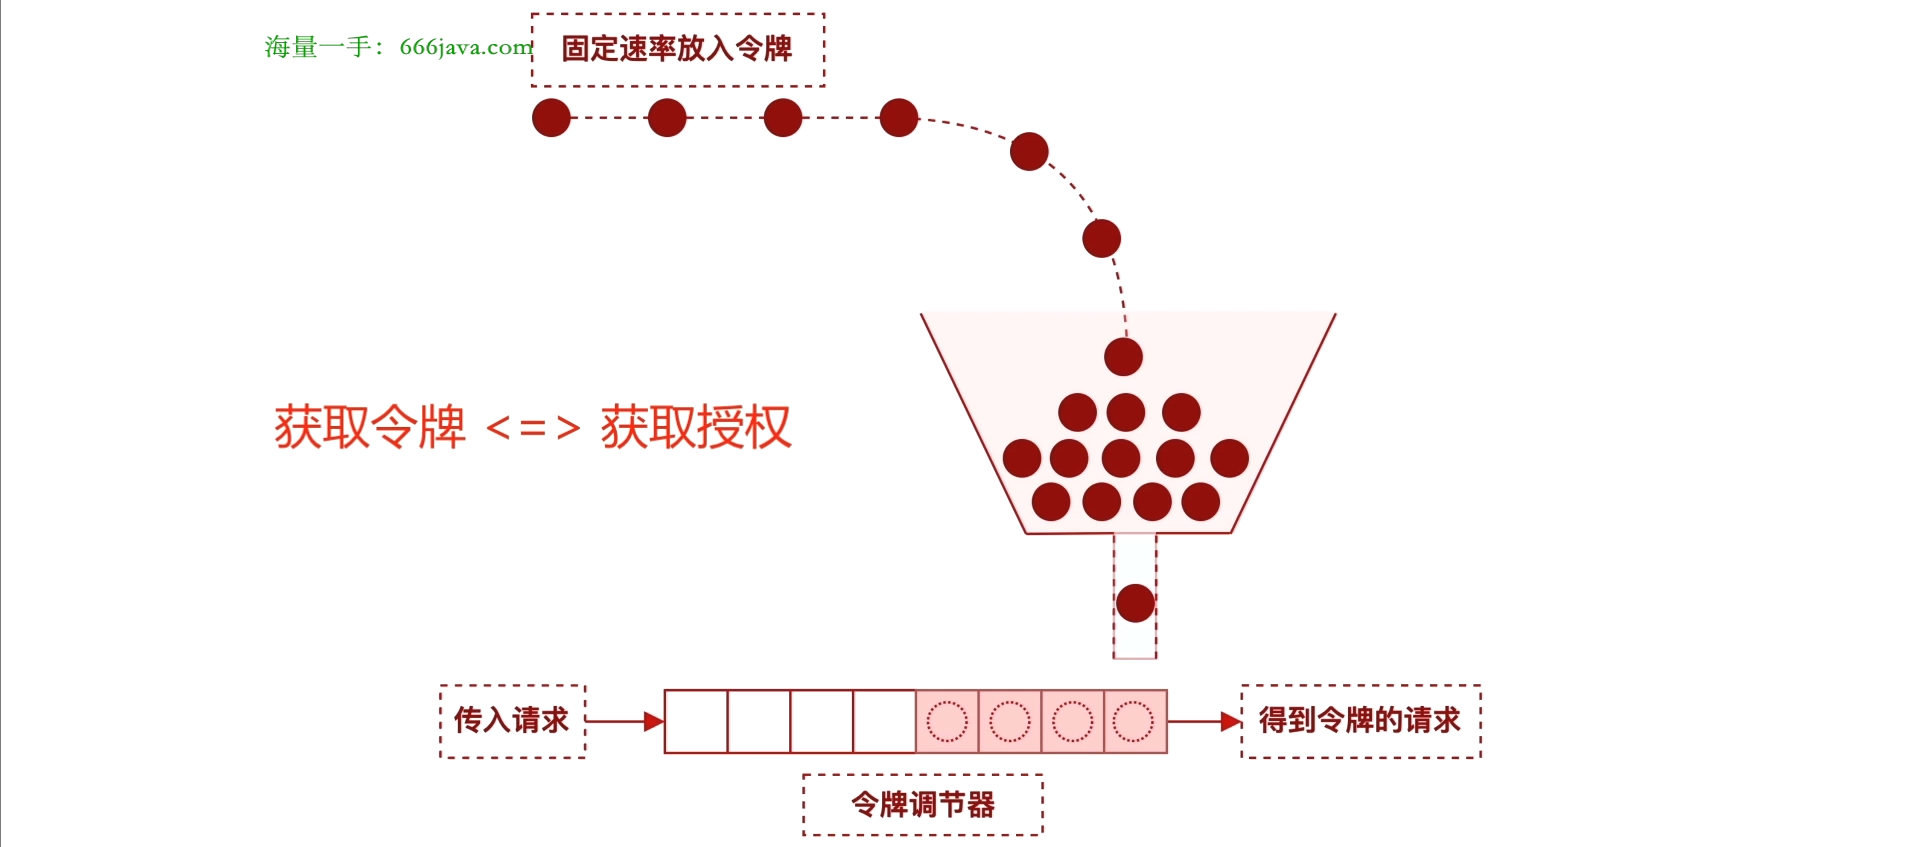 海量一手：666java.com
固定速率放入令牌
获取令牌 <=> 获取授权
传入请求
得到令牌的请求
令牌调节器